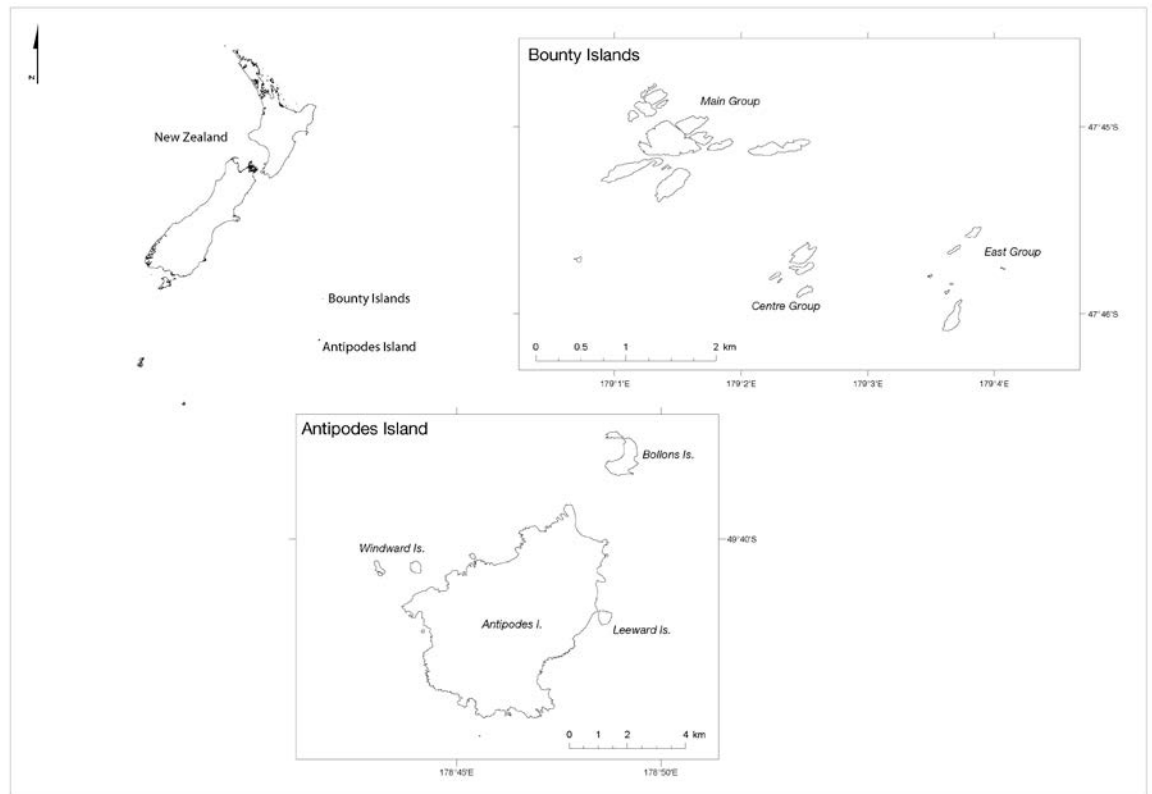 N
New Zealand
Bounty Islands
Antipodes Island
Bounty Islands
Main Group
47°45'S
East Group
Centre Group
47°46'S
0 0.5 1 2 km
179°1'E 179°2'E 179°3'E 179°4'E
Antipodes Island
Bollons Is.
49°40'S
Windward Is.
Antipodes I.
Leeward Is.
0 1 2 4 km
178°45'E 178°50'E